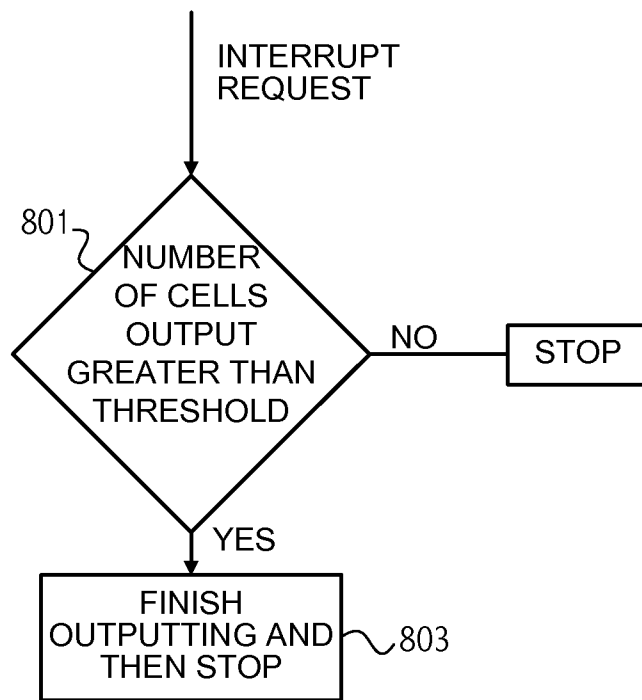 INTERRUPT
REQUEST
801
NUMBER
OF CELLS
OUTPUT
GREATER THAN
THRESHOLD
NO
STOP
YES
FINISH
OUTPUTTING AND
THEN STOP
803